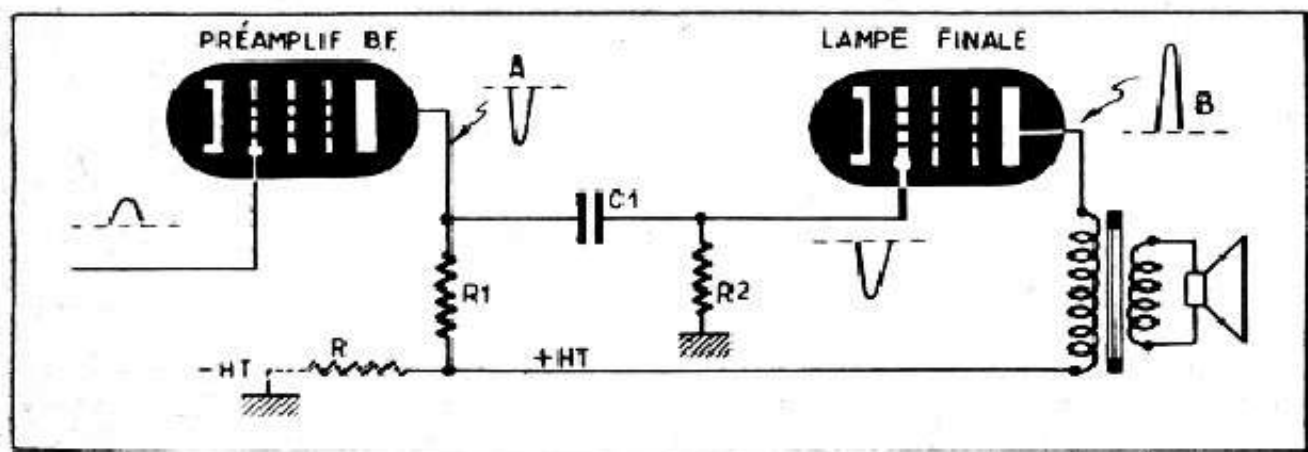 PRÉAMPLIF B.F.
LAMPE FINALE
A
B
C1
R1
R2
R
-HT
+HT